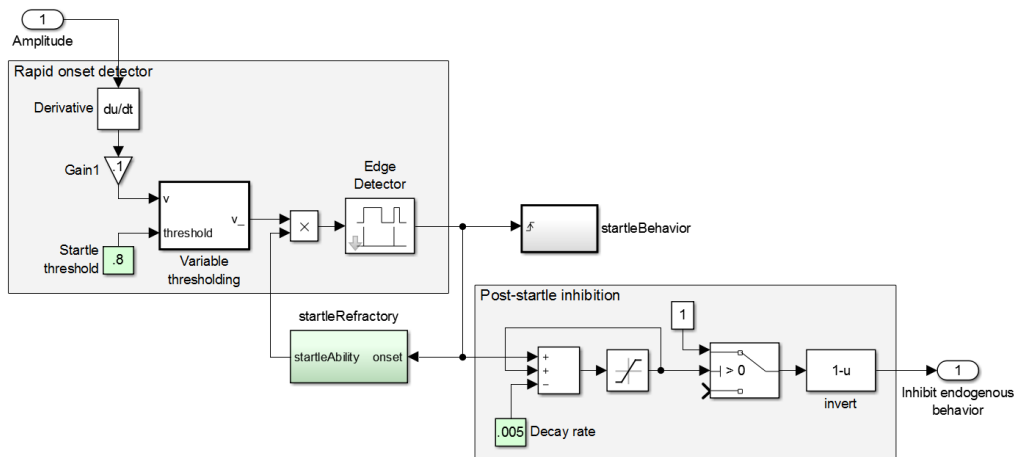 1
Amplitude
Rapid onset detector
Derivative
du/dt
Gain1
.1
v
threshold
v_
Startle
threshold
.8
Variable
thresholding
×
Edge
Detector
startleBehavior
startleRefractory
startleAbility onset
Post-startle inhibition
1
+
+
−
> 0
1-u
invert
1
Inhibit endogenous
behavior
.005
Decay rate